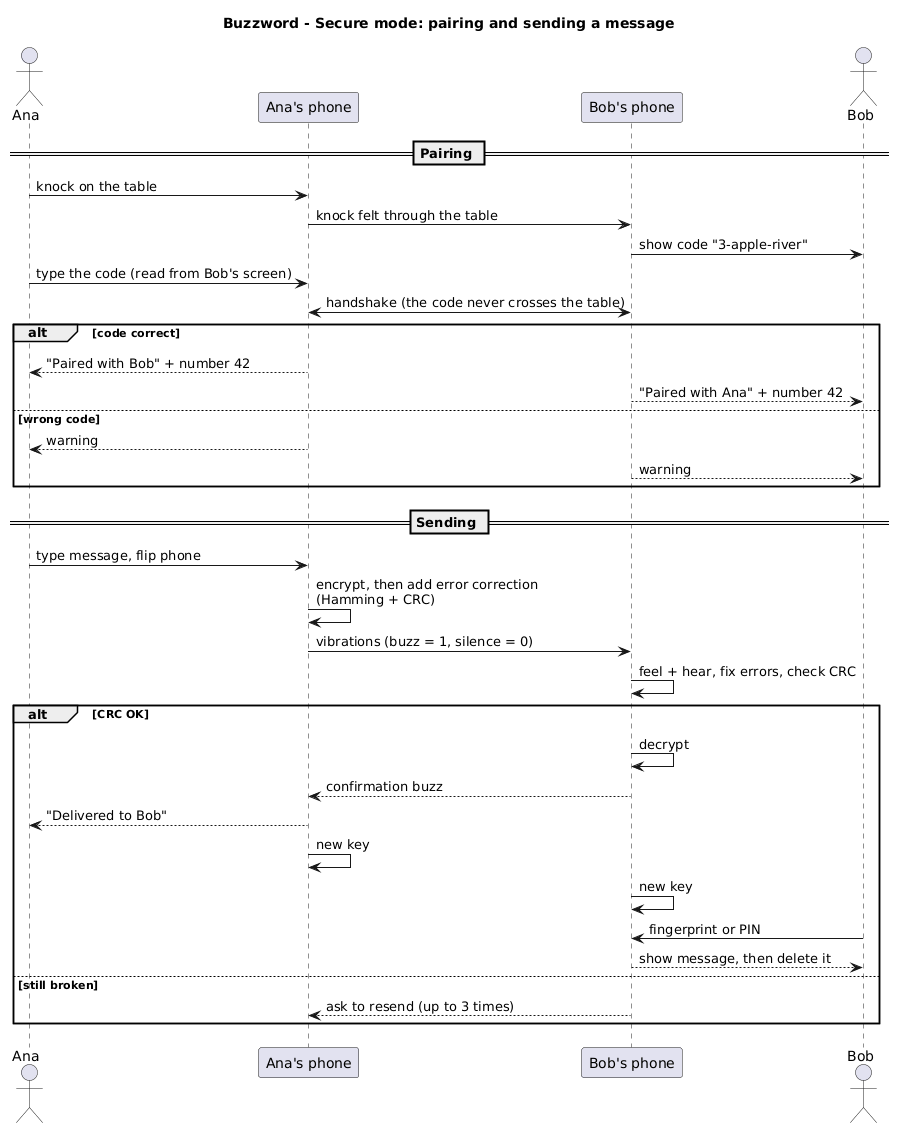 Buzzword - Secure mode: pairing and sending a message
Ana
Ana's phone
Bob's phone
Bob
Pairing
knock on the table
knock felt through the table
show code "3-apple-river"
type the code (read from Bob's screen)
handshake (the code never crosses the table)
alt [code correct]
"Paired with Bob" + number 42
"Paired with Ana" + number 42
[wrong code]
warning
warning
Sending
type message, flip phone
encrypt, then add error correction
(Hamming + CRC)
vibrations (buzz = 1, silence = 0)
feel + hear, fix errors, check CRC
alt [CRC OK]
decrypt
confirmation buzz
"Delivered to Bob"
new key
new key
fingerprint or PIN
show message, then delete it
[still broken]
ask to resend (up to 3 times)
Ana
Ana's phone
Bob's phone
Bob